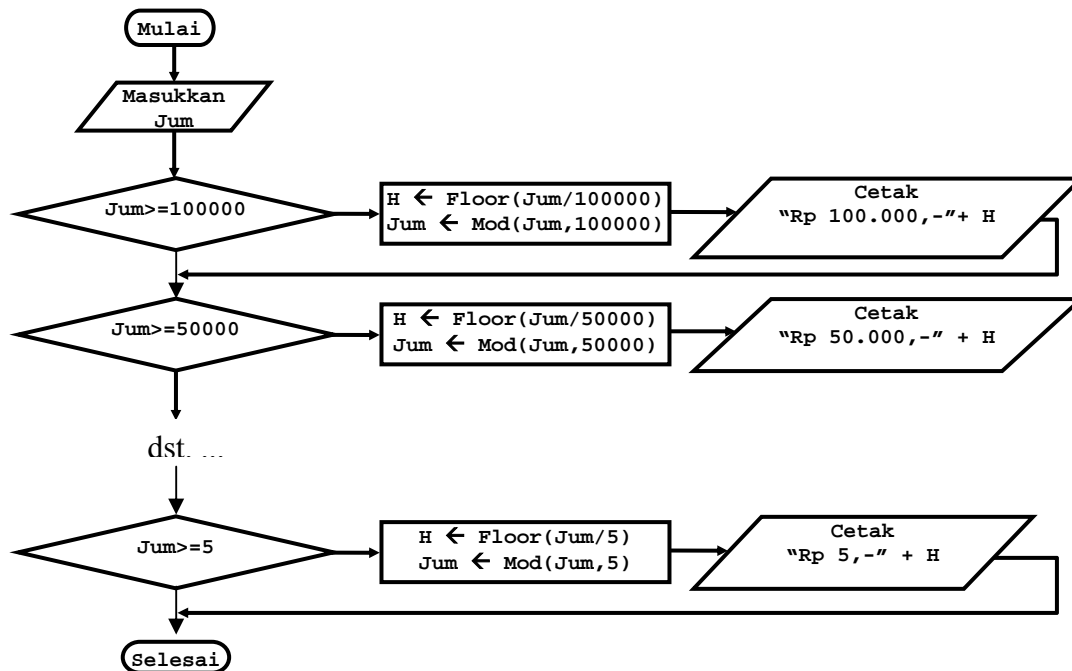 Mulai
Masukkan
Jum
Jum>=100000
H ← Floor(Jum/100000)
Jum ← Mod(Jum,100000)
Cetak
“Rp 100.000,-”+ H
Jum>=50000
H ← Floor(Jum/50000)
Jum ← Mod(Jum,50000)
Cetak
“Rp 50.000,-” + H
dst. ...
Jum>=5
H ← Floor(Jum/5)
Jum ← Mod(Jum,5)
Cetak
“Rp 5,-” + H
Selesai